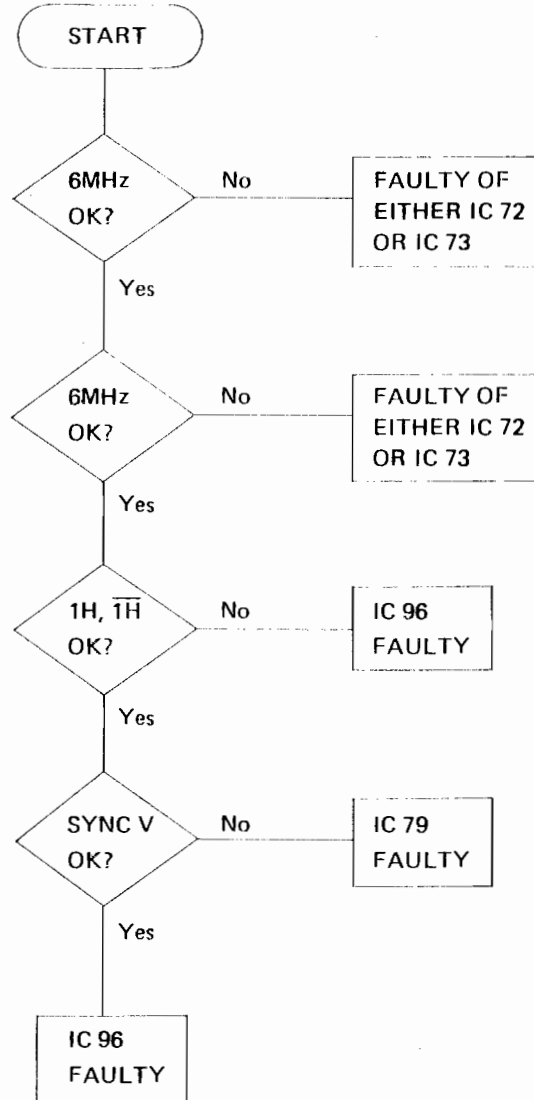 START
6MHz
OK?
No
FAULTY OF
EITHER IC 72
OR IC 73
Yes
6MHz
OK?
No
FAULTY OF
EITHER IC 72
OR IC 73
Yes
1H, 1̅H̅
OK?
No
IC 96
FAULTY
Yes
SYNC V
OK?
No
IC 79
FAULTY
Yes
IC 96
FAULTY